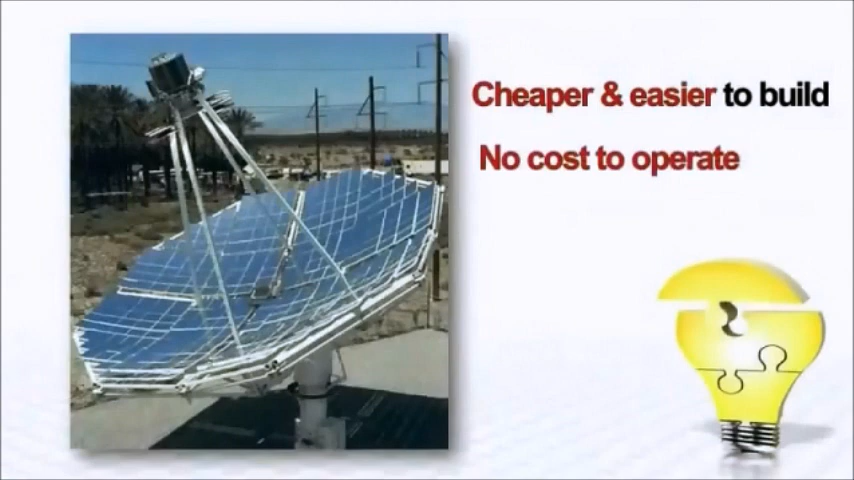 Cheaper & easier to build
No cost to operate